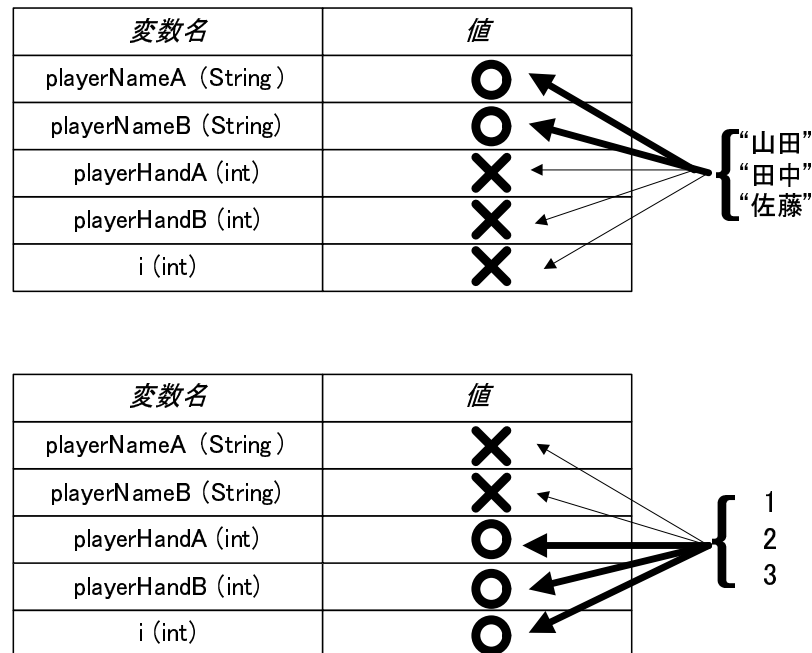 変数名 値
playerNameA (String)
playerNameB (String)
playerHandA (int)
playerHandB (int)
i (int)
“山田”
“田中”
“佐藤”
変数名 値
playerNameA (String)
playerNameB (String)
playerHandA (int)
playerHandB (int)
i (int)
1
2
3